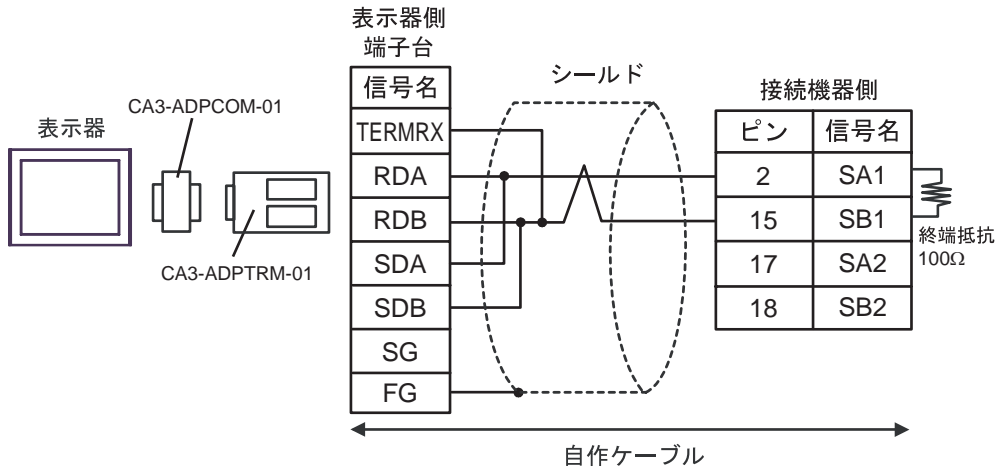 表示器側
端子台
シールド
接続機器側
CA3-ADPCOM-01
表示器
CA3-ADPTRM-01
信号名
TERMRX
RDA
RDB
SDA
SDB
SG
FG
ピン 信号名
2 SA1
15 SB1
17 SA2
18 SB2
終端抵抗
100Ω
自作ケーブル